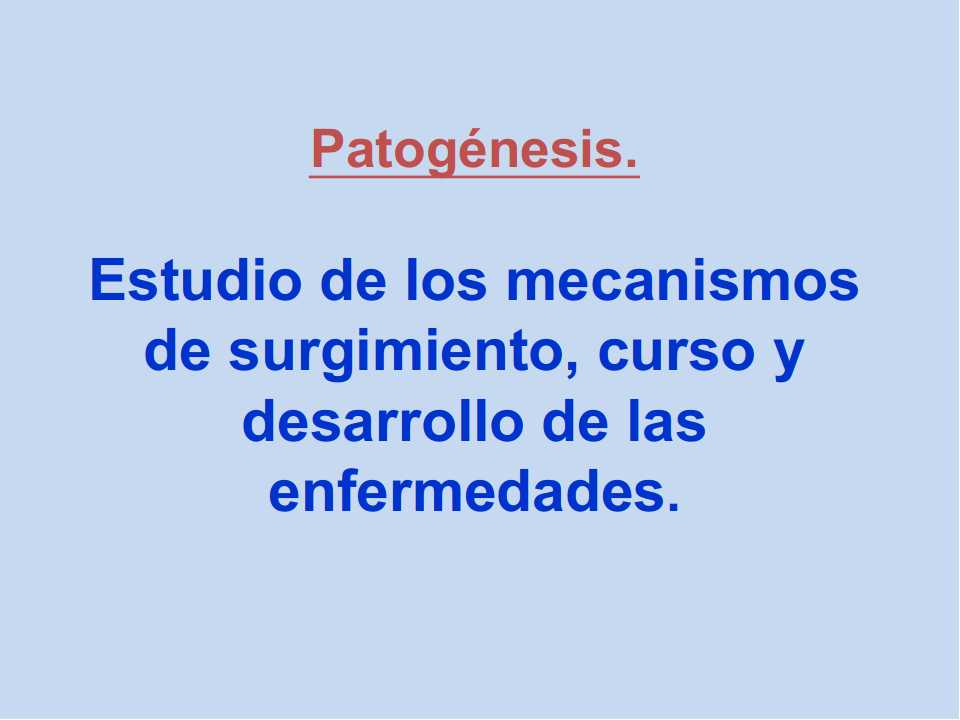 Patogénesis.
Estudio de los mecanismos
de surgimiento, curso y
desarrollo de las
enfermedades.